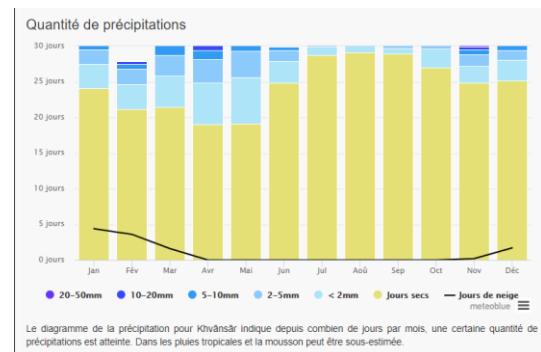 Quantité de précipitations
30 jours
25 jours
20 jours
15 jours
10 jours
5 jours
0 jours
Jan Fév Mar Avr Mai Jun Jul Aoû Sep Oct Nov Déc
20-50mm 10-20mm 5-10mm 2-5mm < 2mm Jours secs Jours de neige
meteoblue
Le diagramme de la précipitation pour Khvānsār indique depuis combien de jours par mois, une certaine quantité de
précipitations est atteinte. Dans les pluies tropicales et la mousson peut être sous-estimée.